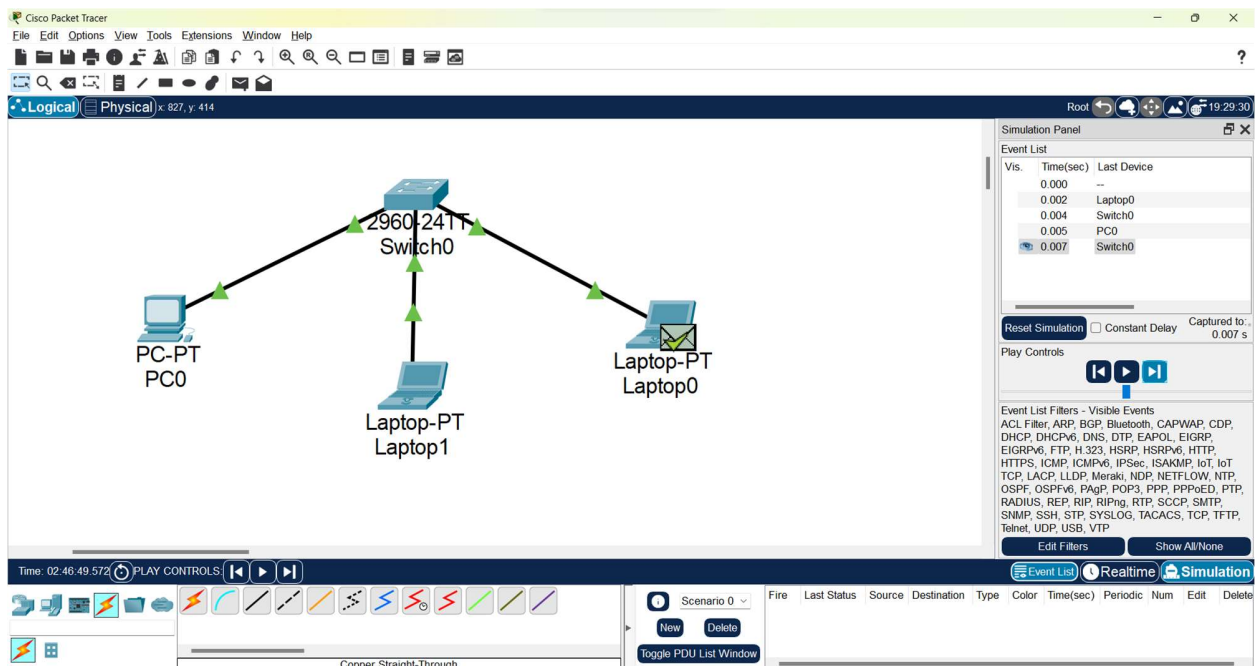 Cisco Packet Tracer
File Edit Options View Tools Extensions Window Help
?
Logical Physical x: 827, y: 414 Root 19:29:30
Simulation Panel
Event List
Vis. Time(sec) Last Device
0.000 --
0.002 Laptop0
0.004 Switch0
0.005 PC0
0.007 Switch0
2960-24TT
Switch0
PC-PT
PC0
Laptop-PT
Laptop1
Laptop-PT
Laptop0
Reset Simulation Constant Delay Captured to:
0.007 s
Play Controls
Event List Filters - Visible Events
ACL Filter, ARP, BGP, Bluetooth, CAPWAP, CDP,
DHCP, DHCPv6, DNS, DTP, EAPOL, EIGRP,
EIGRPv6, FTP, H.323, HSRP, HSRPv6, HTTP,
HTTPS, ICMP, ICMPv6, IPSec, ISAKMP, IoT, IoT
TCP, LACP, LLDP, Meraki, NDP, NETFLOW, NTP,
OSPF, OSPFv6, PAgP, POP3, PPP, PPPoED, PTP,
RADIUS, REP, RIP, RIPng, RTP, SCCP, SMTP,
SNMP, SSH, STP, SYSLOG, TACACS, TCP, TFTP,
Telnet, UDP, USB, VTP
Edit Filters Show All/None
Time: 02:46:49.572 PLAY CONTROLS: Event List Realtime Simulation
Scenario 0 Fire Last Status Source Destination Type Color Time(sec) Periodic Num Edit Delete
New Delete
Toggle PDU List Window
Copper Straight-Through